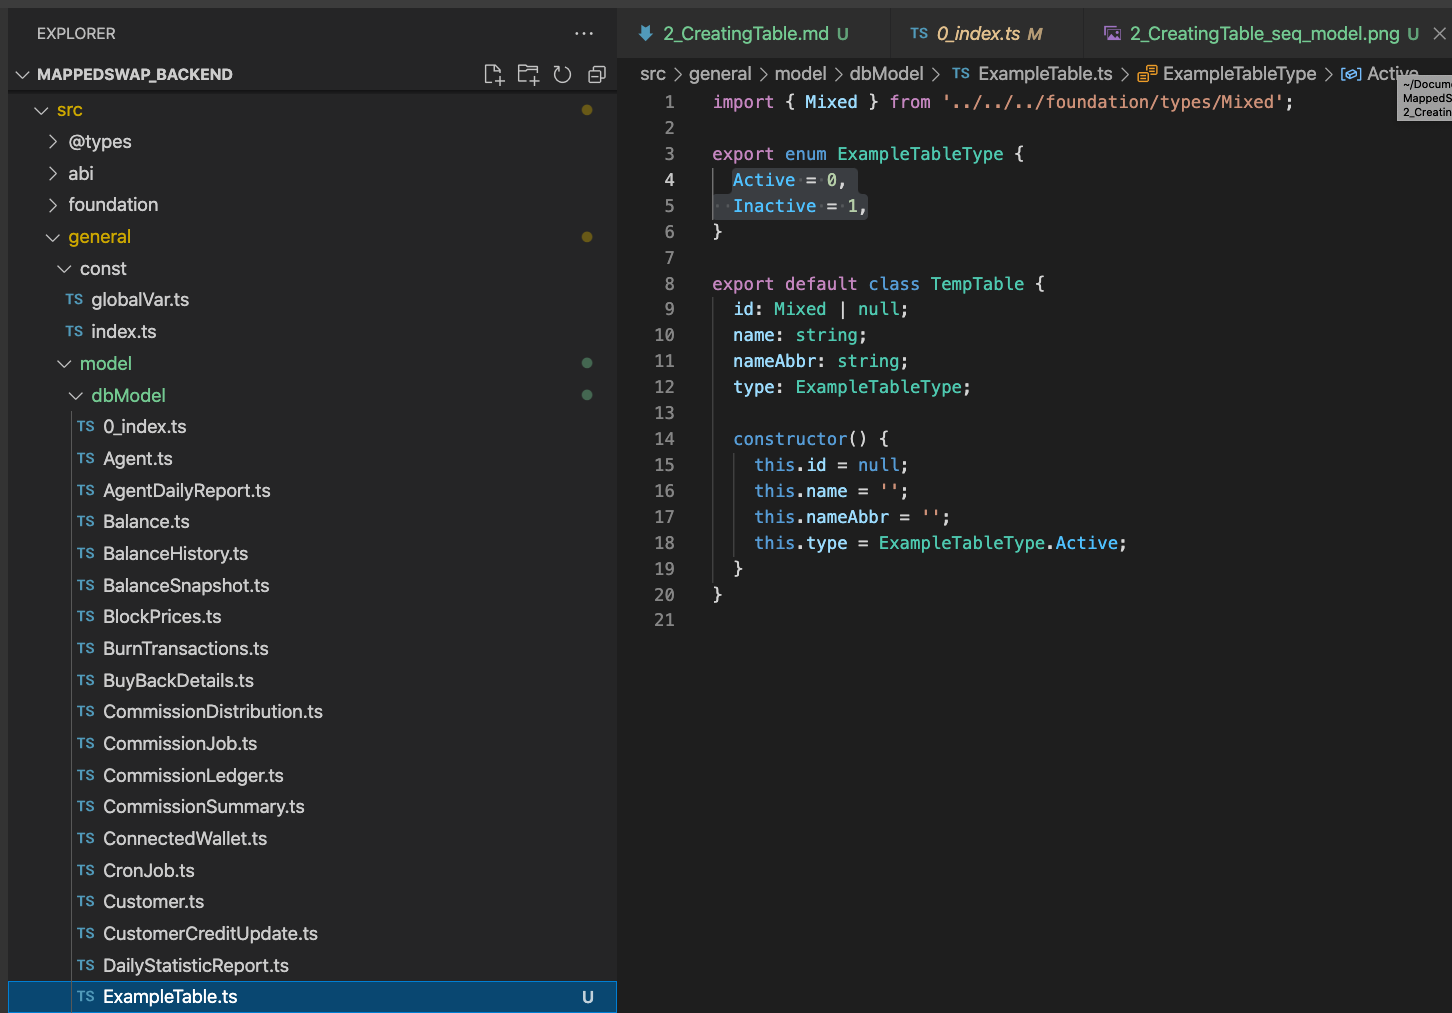 EXPLORER
MAPPEDSWAP_BACKEND
src
@types
abi
foundation
general
const
TS globalVar.ts
TS index.ts
model
dbModel
TS 0_index.ts
TS Agent.ts
TS AgentDailyReport.ts
TS Balance.ts
TS BalanceHistory.ts
TS BalanceSnapshot.ts
TS BlockPrices.ts
TS BurnTransactions.ts
TS BuyBackDetails.ts
TS CommissionDistribution.ts
TS CommissionJob.ts
TS CommissionLedger.ts
TS CommissionSummary.ts
TS ConnectedWallet.ts
TS CronJob.ts
TS Customer.ts
TS CustomerCreditUpdate.ts
TS DailyStatisticReport.ts
TS ExampleTable.ts U
2_CreatingTable.md U TS 0_index.ts M 2_CreatingTable_seq_model.png U
src > general > model > dbModel > TS ExampleTable.ts > ExampleTableType > Active
~/Docume
MappedS
2_Creatin
1 import { Mixed } from '../../../foundation/types/Mixed';
2
3 export enum ExampleTableType {
4 Active = 0,
5 Inactive = 1,
6 }
7
8 export default class TempTable {
9 id: Mixed | null;
10 name: string;
11 nameAbbr: string;
12 type: ExampleTableType;
13
14 constructor() {
15 this.id = null;
16 this.name = '';
17 this.nameAbbr = '';
18 this.type = ExampleTableType.Active;
19 }
20 }
21